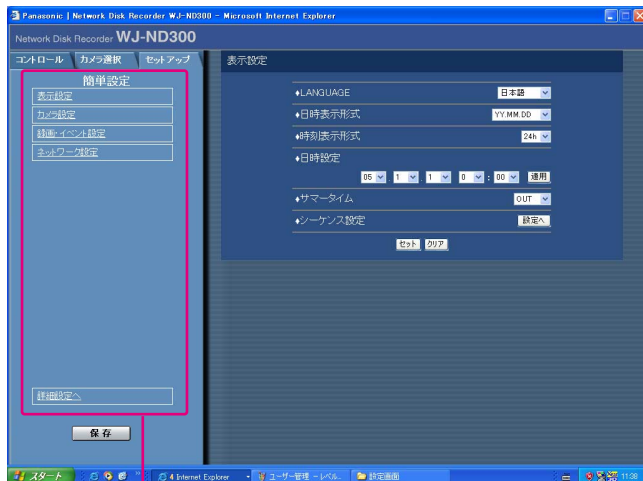 Panasonic | Network Disk Recorder WJ-ND300 - Microsoft Internet Explorer
Network Disk Recorder WJ-ND300
コントロール カメラ選択 セットアップ
簡単設定
表示設定
カメラ設定
録画・イベント設定
ネットワーク設定
詳細設定へ
保存
表示設定
♦LANGUAGE 日本語
♦日時表示形式 YY.MM.DD
♦時刻表示形式 24h
♦日時設定
05 . 1 . 1 0 : 00 適用
♦サマータイム OUT
♦シーケンス設定 設定へ
セット クリア
スタート 4 Internet Explorer ユーザー管理 - レベル... 設定画面 11:38